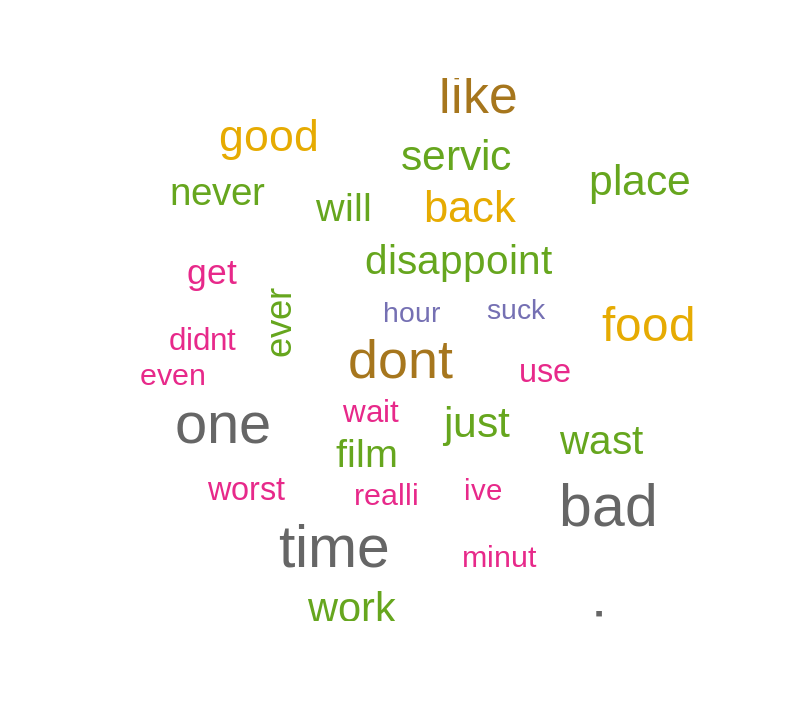 like
good
servic
place
never
will
back
disappoint
get
ever
hour
suck
food
didnt
dont
even
use
one
wait
just
film
wast
worst
realli
ive
bad
time
minut
work